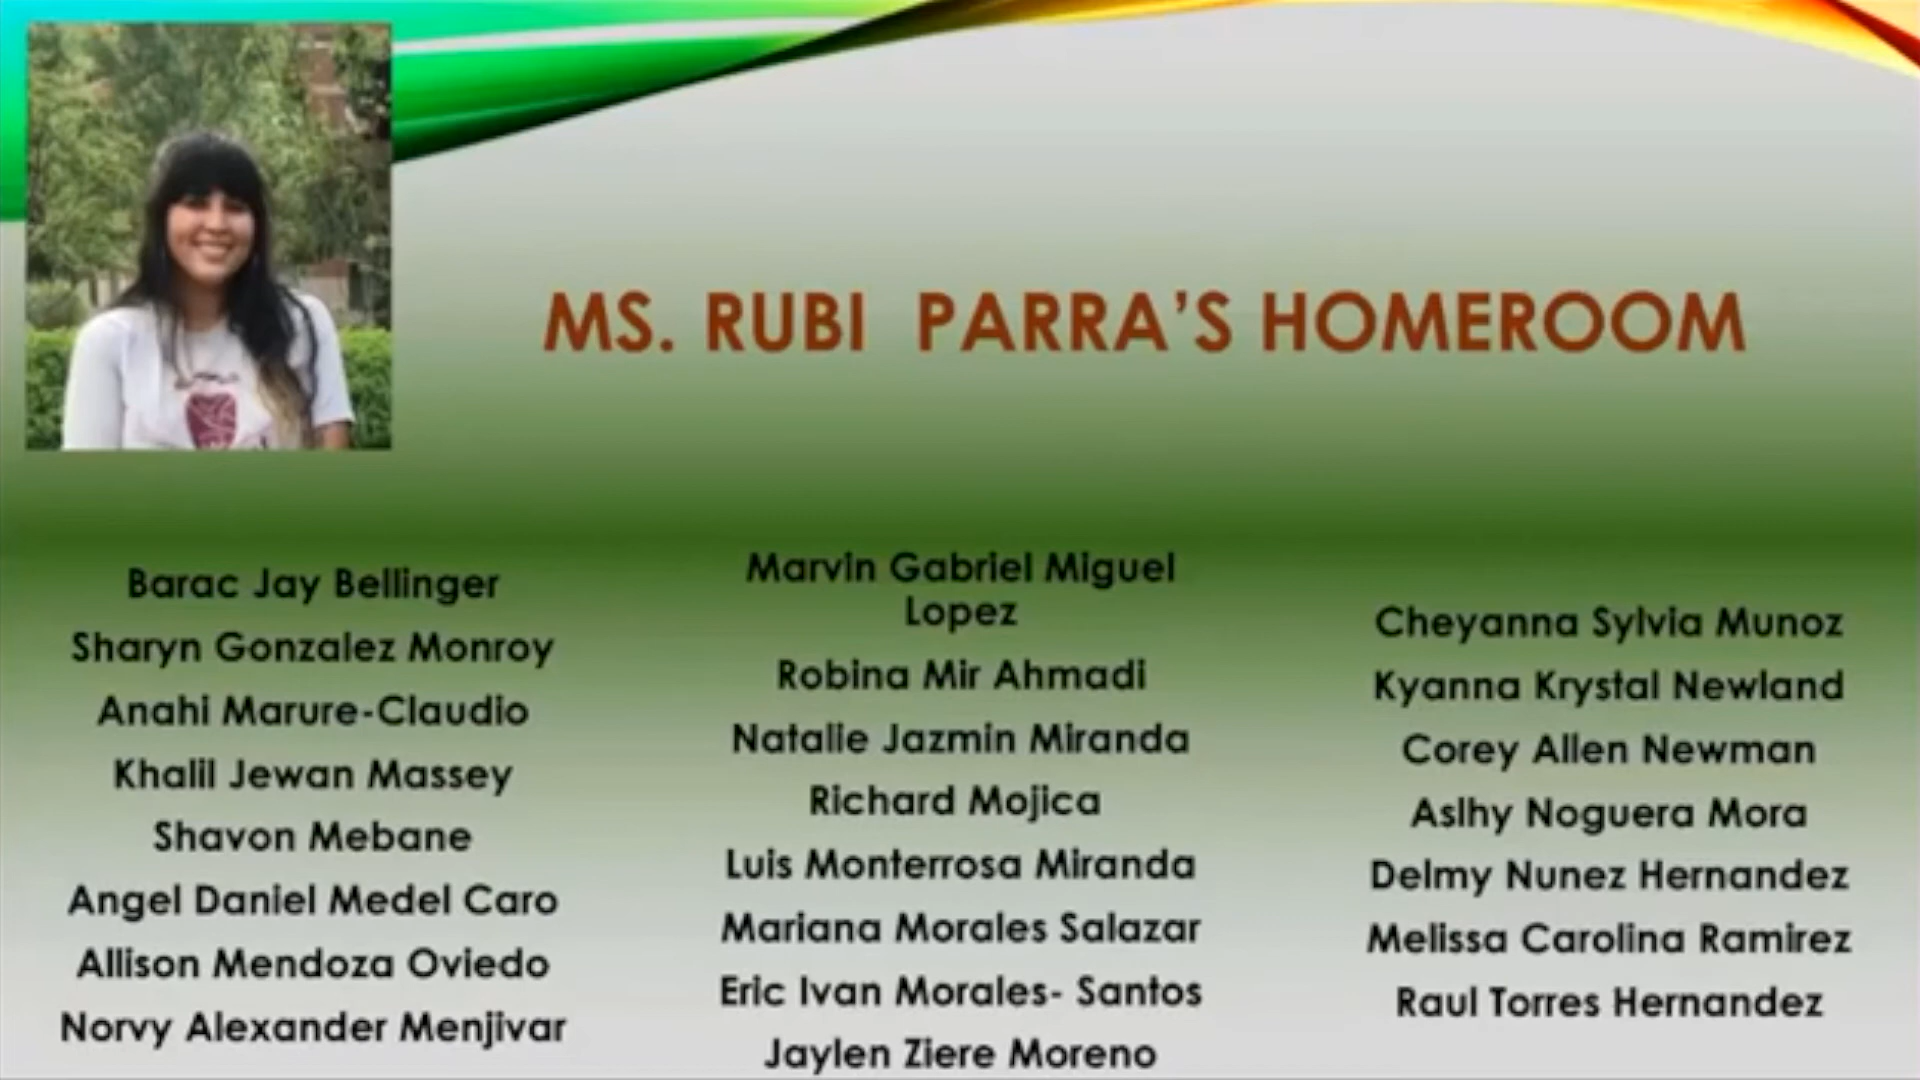 MS. RUBI PARRA'S HOMEROOM
Barac Jay Bellinger
Sharyn Gonzalez Monroy
Anahi Marure-Claudio
Khalil Jewan Massey
Shavon Mebane
Angel Daniel Medel Caro
Allison Mendoza Oviedo
Norvy Alexander Menjivar
Marvin Gabriel Miguel
Lopez
Robina Mir Ahmadi
Natalie Jazmin Miranda
Richard Mojica
Luis Monterrosa Miranda
Mariana Morales Salazar
Eric Ivan Morales- Santos
Jaylen Ziere Moreno
Cheyanna Sylvia Munoz
Kyanna Krystal Newland
Corey Allen Newman
Aslhy Noguera Mora
Delmy Nunez Hernandez
Melissa Carolina Ramirez
Raul Torres Hernandez